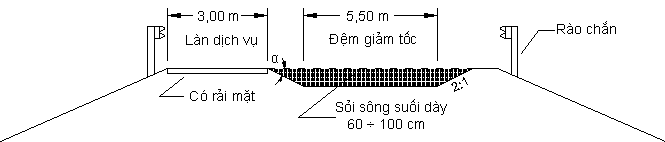 3,00 m
5,50 m
Làn dịch vụ
Đệm giảm tốc
Rào chắn
α
2:1
Có rải mặt
Sỏi sông suối dày
60 ÷ 100 cm